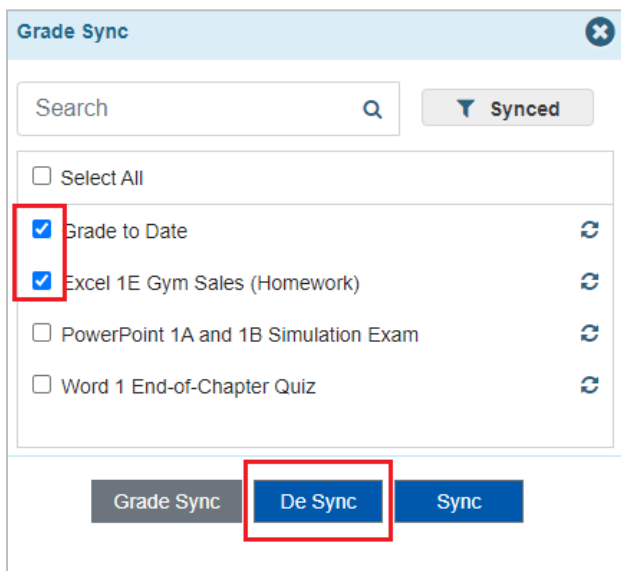 Grade Sync
Search
Synced
Select All
Grade to Date
Excel 1E Gym Sales (Homework)
PowerPoint 1A and 1B Simulation Exam
Word 1 End-of-Chapter Quiz
Grade Sync De Sync Sync